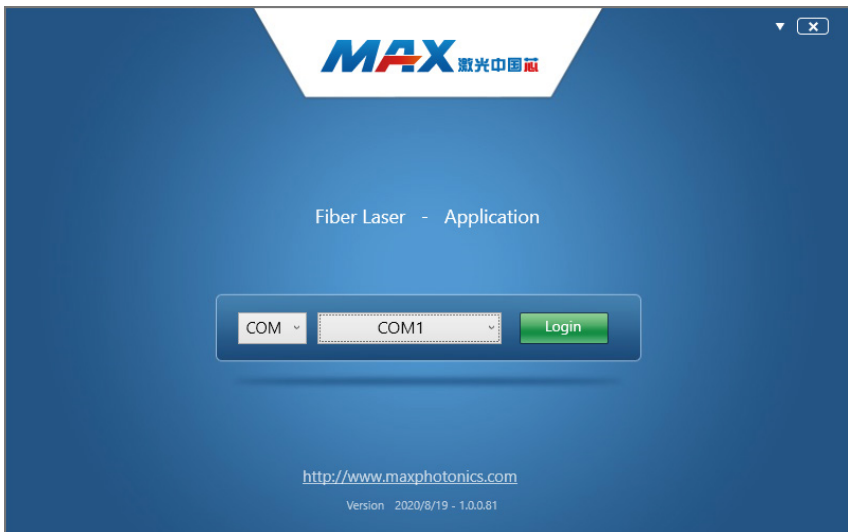 MAX 激光中国芯
Fiber Laser - Application
COM COM1 Login
http://www.maxphotonics.com
Version 2020/8/19 - 1.0.0.81